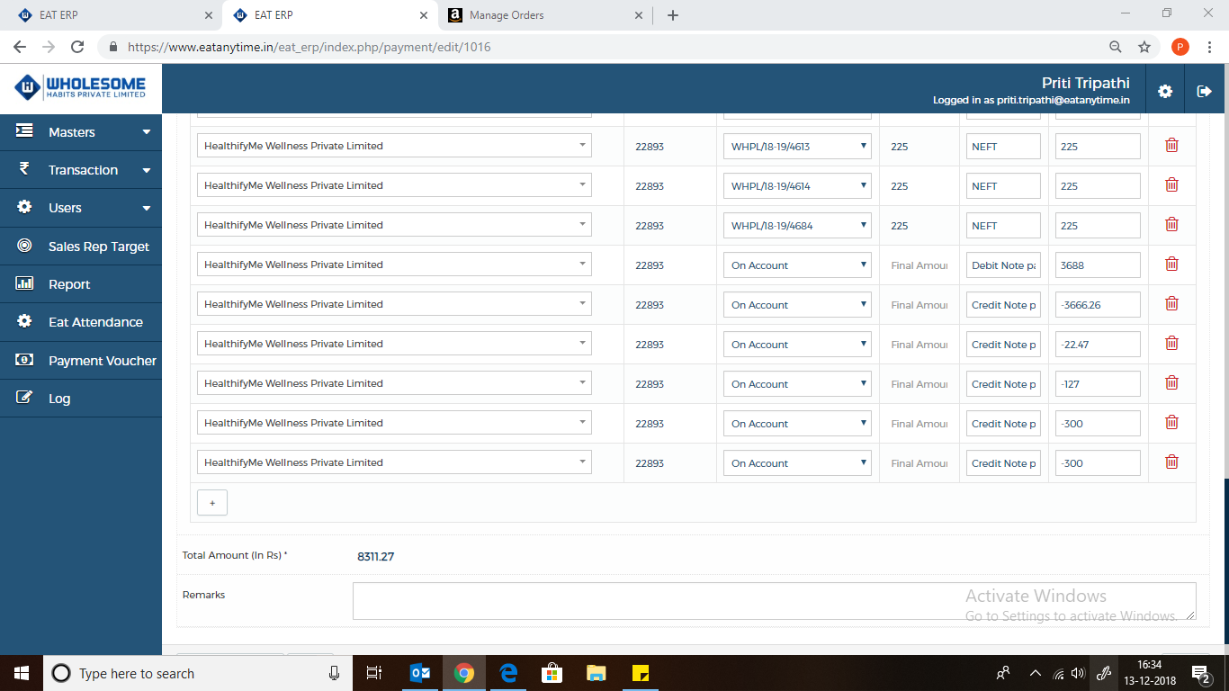 EAT ERP
EAT ERP
Manage Orders
https://www.eatanytime.in/eat_erp/index.php/payment/edit/1016
P
WHOLESOME
HABITS PRIVATE LIMITED
Priti Tripathi
Logged in as priti.tripathi@eatanytime.in
Masters
Transaction
Users
Sales Rep Target
Report
Eat Attendance
Payment Voucher
Log
HealthifyMe Wellness Private Limited 22893 WHPL/18-19/4613 225 NEFT 225
HealthifyMe Wellness Private Limited 22893 WHPL/18-19/4614 225 NEFT 225
HealthifyMe Wellness Private Limited 22893 WHPL/18-19/4684 225 NEFT 225
HealthifyMe Wellness Private Limited 22893 On Account Final Amou Debit Note pa 3688
HealthifyMe Wellness Private Limited 22893 On Account Final Amou Credit Note p -3666.26
HealthifyMe Wellness Private Limited 22893 On Account Final Amou Credit Note p -22.47
HealthifyMe Wellness Private Limited 22893 On Account Final Amou Credit Note p -127
HealthifyMe Wellness Private Limited 22893 On Account Final Amou Credit Note p -300
HealthifyMe Wellness Private Limited 22893 On Account Final Amou Credit Note p -300
+
Total Amount (In Rs) * 8311.27
Remarks
Activate Windows
Go to Settings to activate Windows.
Type here to search
16:34
13-12-2018
2